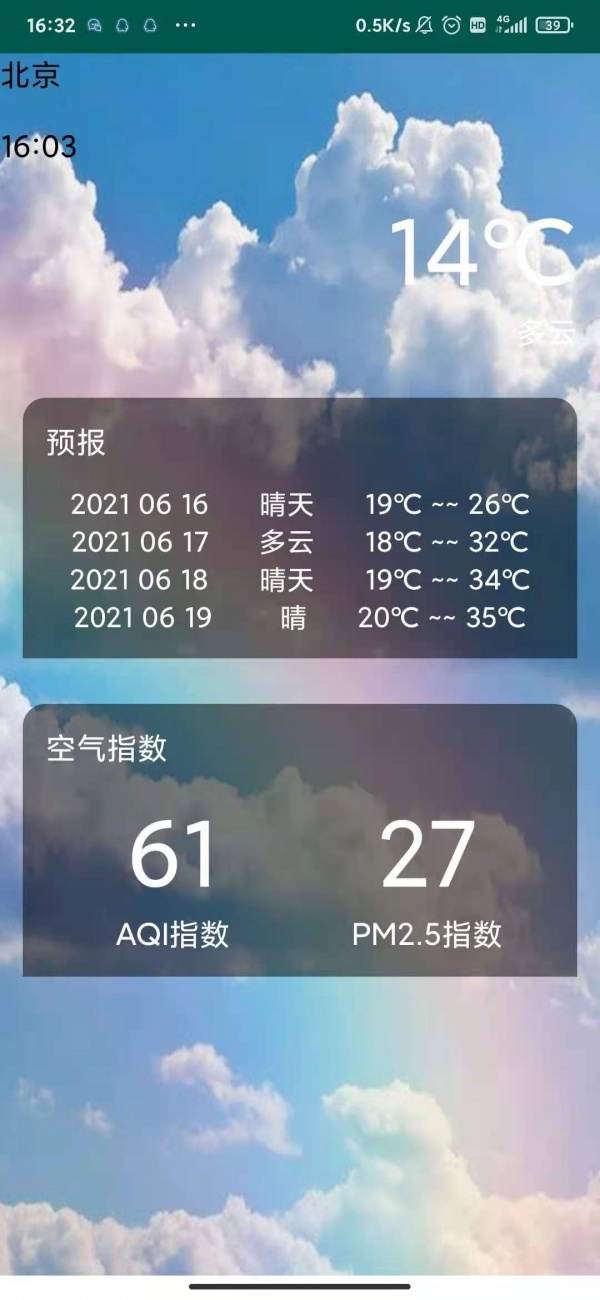 16:32 ... 0.5K/s HD 4G 39
北京
16:03
14℃
多云
预报
2021 06 16 晴天 19℃ ~~ 26℃
2021 06 17 多云 18℃ ~~ 32℃
2021 06 18 晴天 19℃ ~~ 34℃
2021 06 19 晴 20℃ ~~ 35℃
空气指数
61 27
AQI指数 PM2.5指数